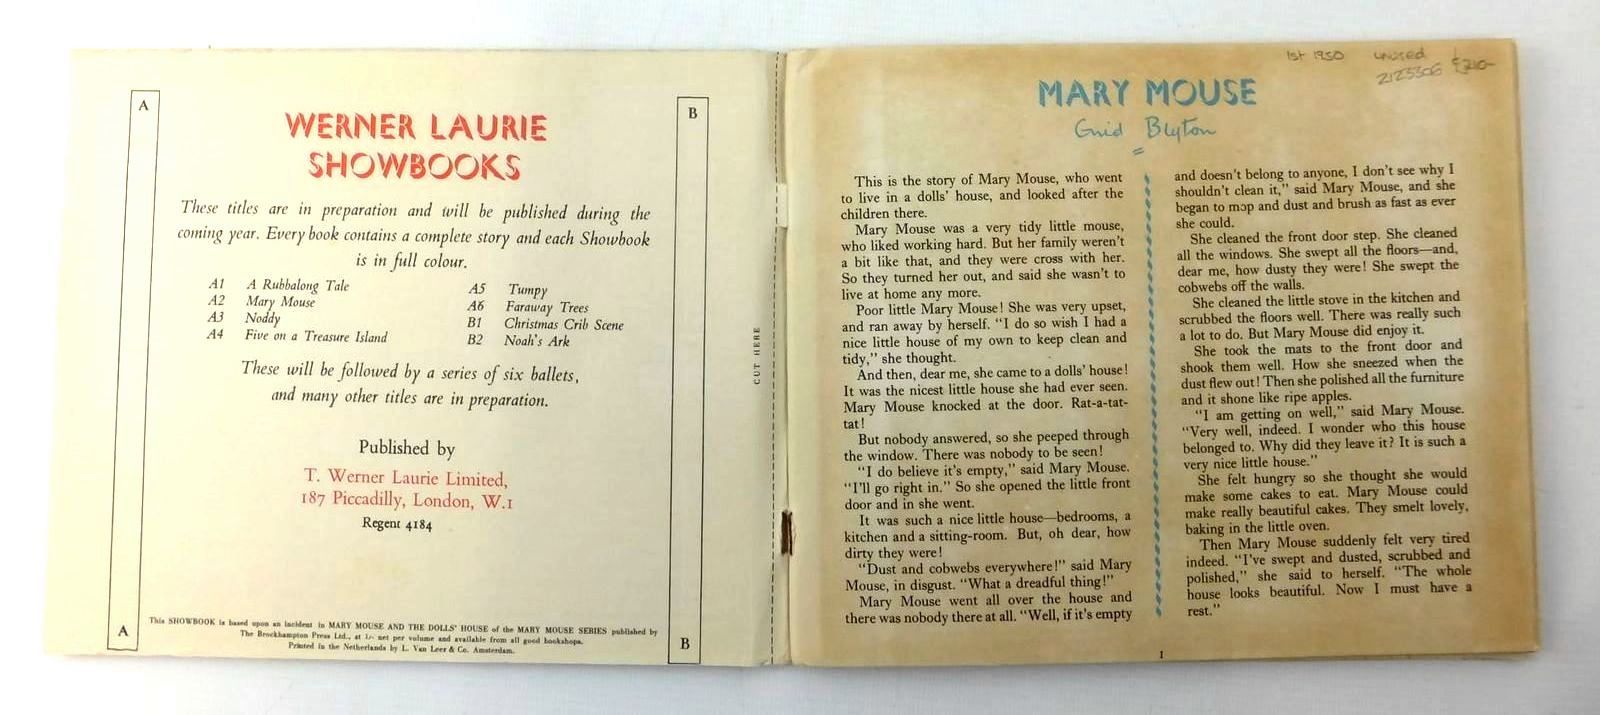 A
B
WERNER LAURIE
SHOWBOOKS
These titles are in preparation and will be published during the
coming year. Every book contains a complete story and each Showbook
is in full colour.
A1 A Rubbalong Tale
A2 Mary Mouse
A3 Noddy
A4 Five on a Treasure Island
A5 Tumpy
A6 Faraway Trees
B1 Christmas Crib Scene
B2 Noah's Ark
These will be followed by a series of six ballets,
and many other titles are in preparation.
Published by
T. Werner Laurie Limited,
187 Piccadilly, London, W.1
Regent 4184
A
B
This SHOWBOOK is based upon an incident in MARY MOUSE AND THE DOLLS' HOUSE of the MARY MOUSE SERIES published by
The Brockhampton Press Ltd., at 1/- net per volume and available from all good bookshops.
Printed in the Netherlands by L. Van Leer & Co. Amsterdam.
CUT HERE
1st 1950 unused £210-
2123306
MARY MOUSE
Enid Blyton
This is the story of Mary Mouse, who went
to live in a dolls' house, and looked after the
children there.
Mary Mouse was a very tidy little mouse,
who liked working hard. But her family weren't
a bit like that, and they were cross with her.
So they turned her out, and said she wasn't to
live at home any more.
Poor little Mary Mouse! She was very upset,
and ran away by herself. "I do so wish I had a
nice little house of my own to keep clean and
tidy," she thought.
And then, dear me, she came to a dolls' house!
It was the nicest little house she had ever seen.
Mary Mouse knocked at the door. Rat-a-tat-
tat!
But nobody answered, so she peeped through
the window. There was nobody to be seen!
"I do believe it's empty," said Mary Mouse.
"I'll go right in." So she opened the little front
door and in she went.
It was such a nice little house—bedrooms, a
kitchen and a sitting-room. But, oh dear, how
dirty they were!
"Dust and cobwebs everywhere!" said Mary
Mouse, in disgust. "What a dreadful thing!"
Mary Mouse went all over the house and
there was nobody there at all. "Well, if it's empty
and doesn't belong to anyone, I don't see why I
shouldn't clean it," said Mary Mouse, and she
began to mop and dust and brush as fast as ever
she could.
She cleaned the front door step. She cleaned
all the windows. She swept all the floors—and,
dear me, how dusty they were! She swept the
cobwebs off the walls.
She cleaned the little stove in the kitchen and
scrubbed the floors well. There was really such
a lot to do. But Mary Mouse did enjoy it.
She took the mats to the front door and
shook them well. How she sneezed when the
dust flew out! Then she polished all the furniture
and it shone like ripe apples.
"I am getting on well," said Mary Mouse.
"Very well, indeed. I wonder who this house
belonged to. Why did they leave it? It is such a
very nice little house."
She felt hungry so she thought she would
make some cakes to eat. Mary Mouse could
make really beautiful cakes. They smelt lovely,
baking in the little oven.
Then Mary Mouse suddenly felt very tired
indeed. "I've swept and dusted, scrubbed and
polished," she said to herself. "The whole
house looks beautiful. Now I must have a
rest."
1